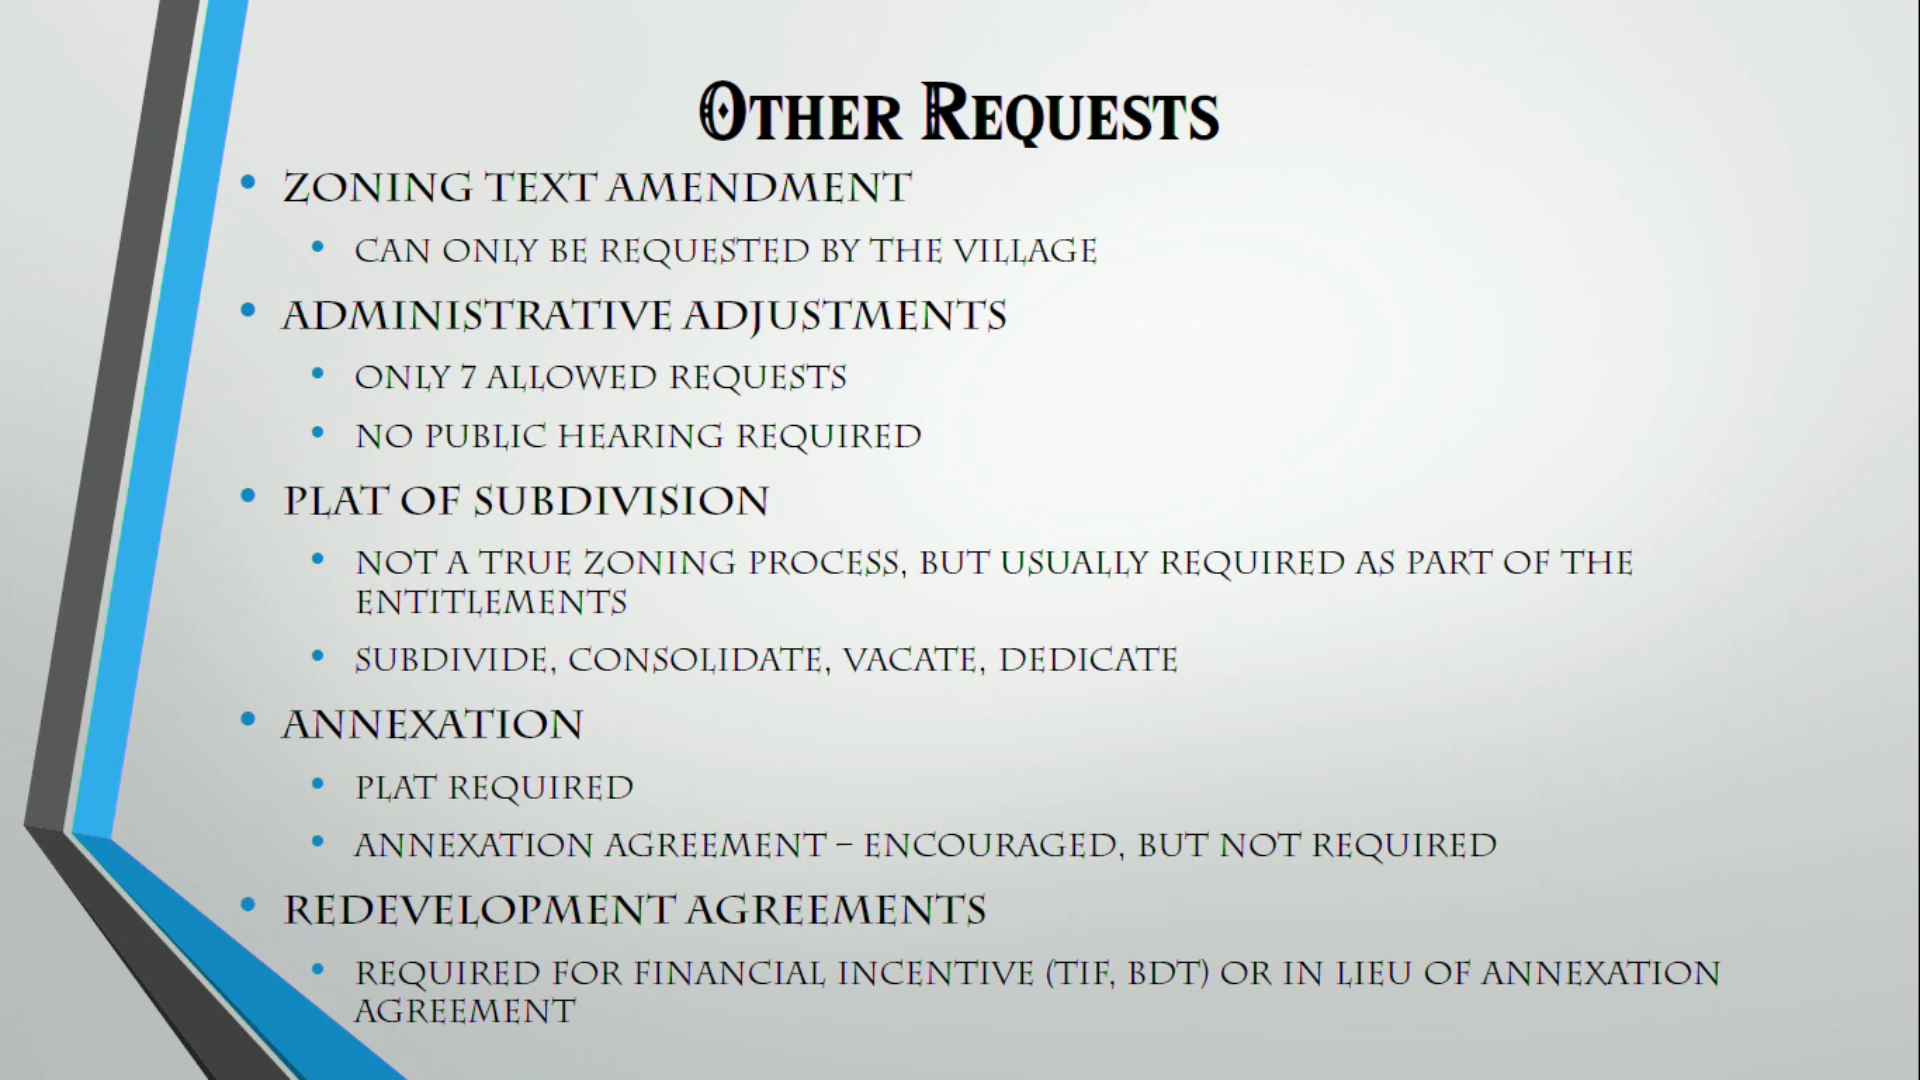 Other Requests
• Zoning Text Amendment
• Can only be requested by the Village
• Administrative Adjustments
• Only 7 allowed requests
• No public hearing required
• Plat of Subdivision
• Not a true zoning process, but usually required as part of the
entitlements
• Subdivide, Consolidate, Vacate, Dedicate
• Annexation
• Plat required
• Annexation Agreement – encouraged, but not required
• Redevelopment Agreements
• Required for financial incentive (TIF, BDT) or in lieu of annexation
agreement